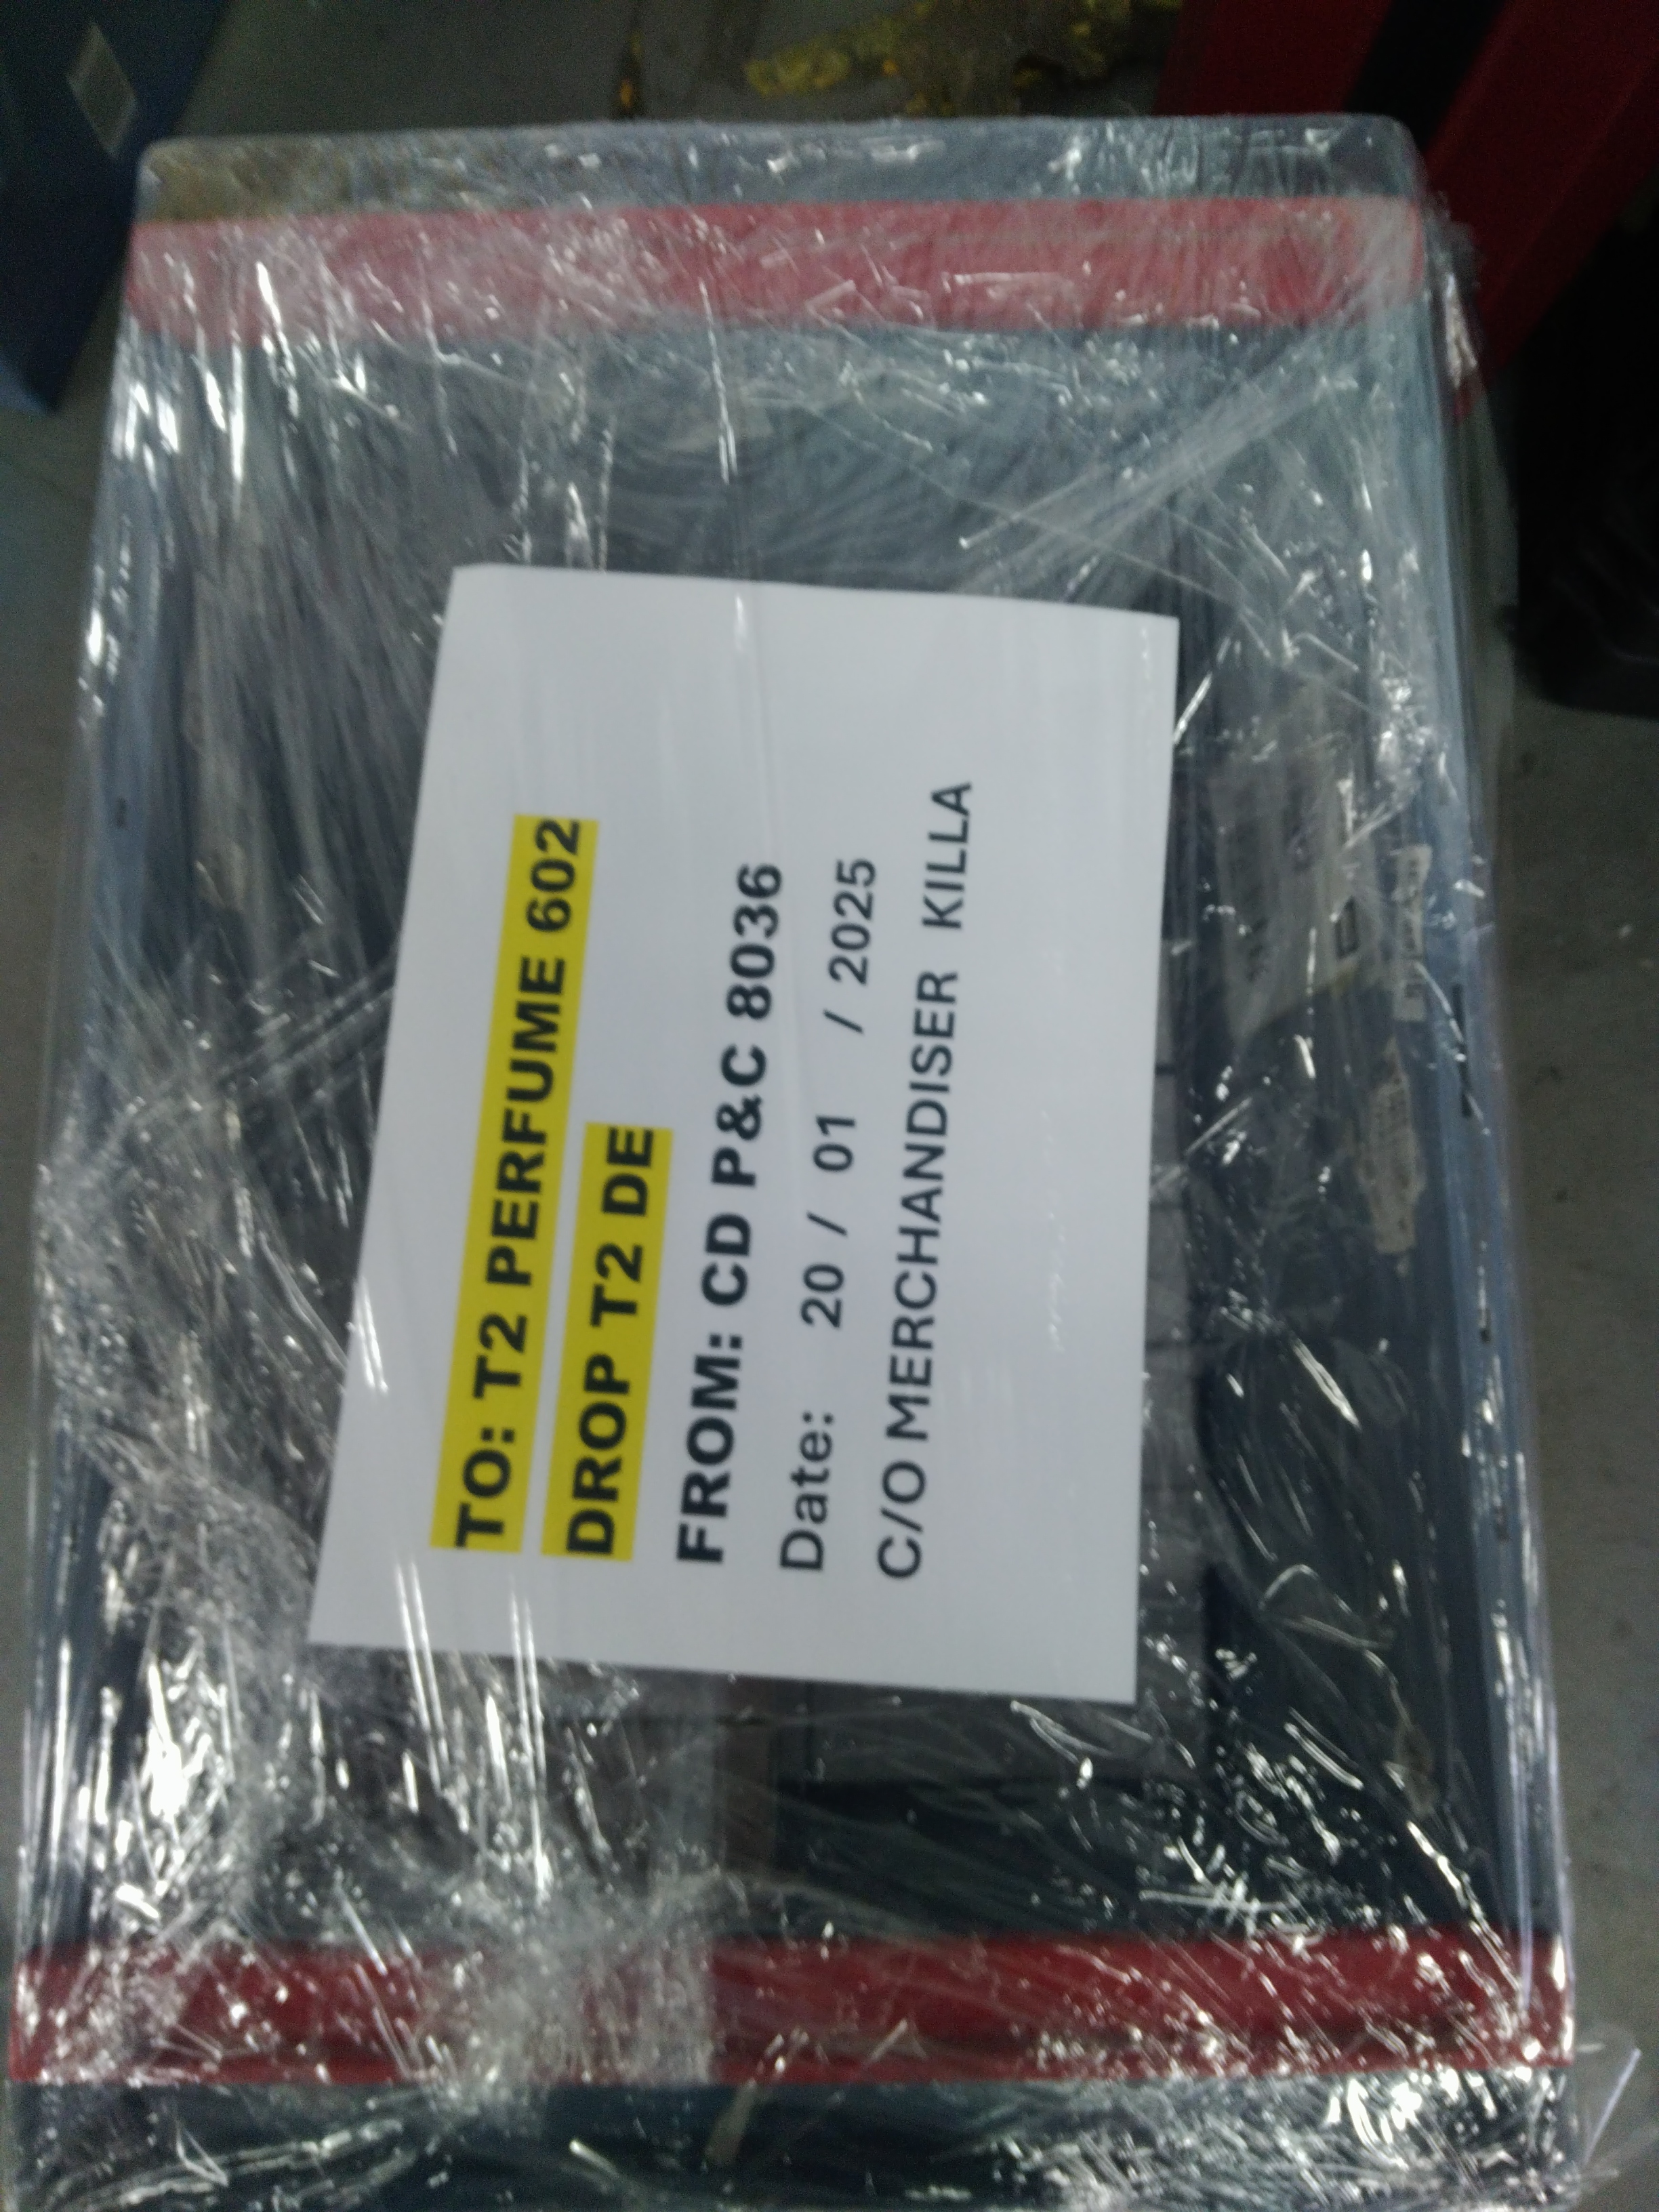 TO: T2 PERFUME 602
DROP T2 DE
FROM: CD P&C 8036
Date: 20 / 01 / 2025
C/O MERCHANDISER KILLA